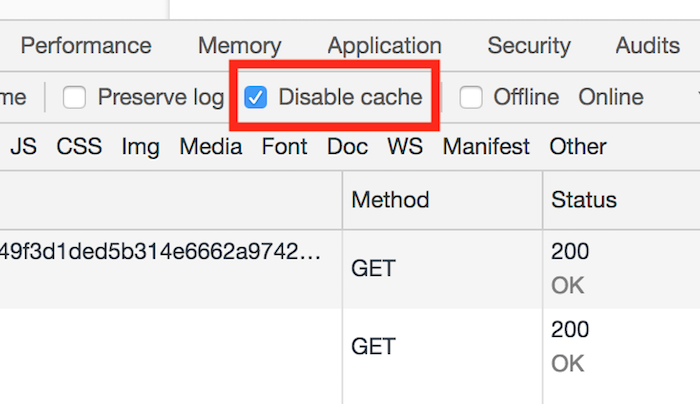 Performance Memory Application Security Audits
me Preserve log Disable cache Offline Online
JS CSS Img Media Font Doc WS Manifest Other
Method Status
49f3d1ded5b314e6662a9742… GET 200
OK
GET 200
OK